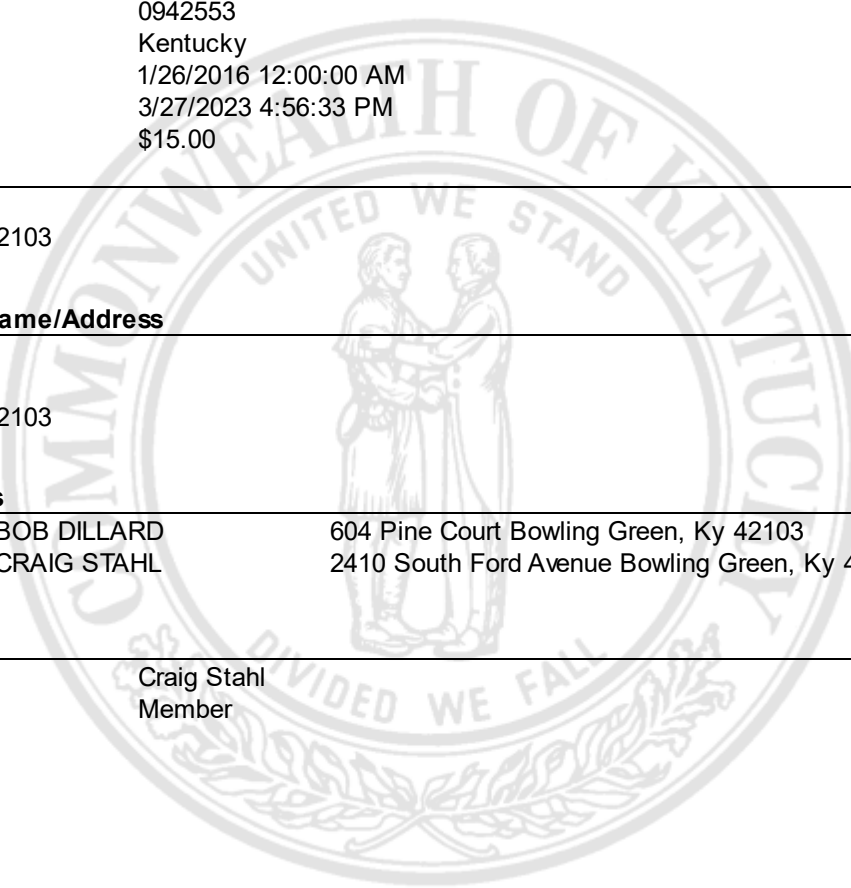 0942553
Kentucky
1/26/2016 12:00:00 AM
3/27/2023 4:56:33 PM
$15.00
COMMONWEALTH OF KENTUCKY
UNITED WE STAND
2103
ame/Address
2103
s
BOB DILLARD 604 Pine Court Bowling Green, Ky 42103
CRAIG STAHL 2410 South Ford Avenue Bowling Green, Ky 4
DIVIDED WE FALL
Craig Stahl
Member